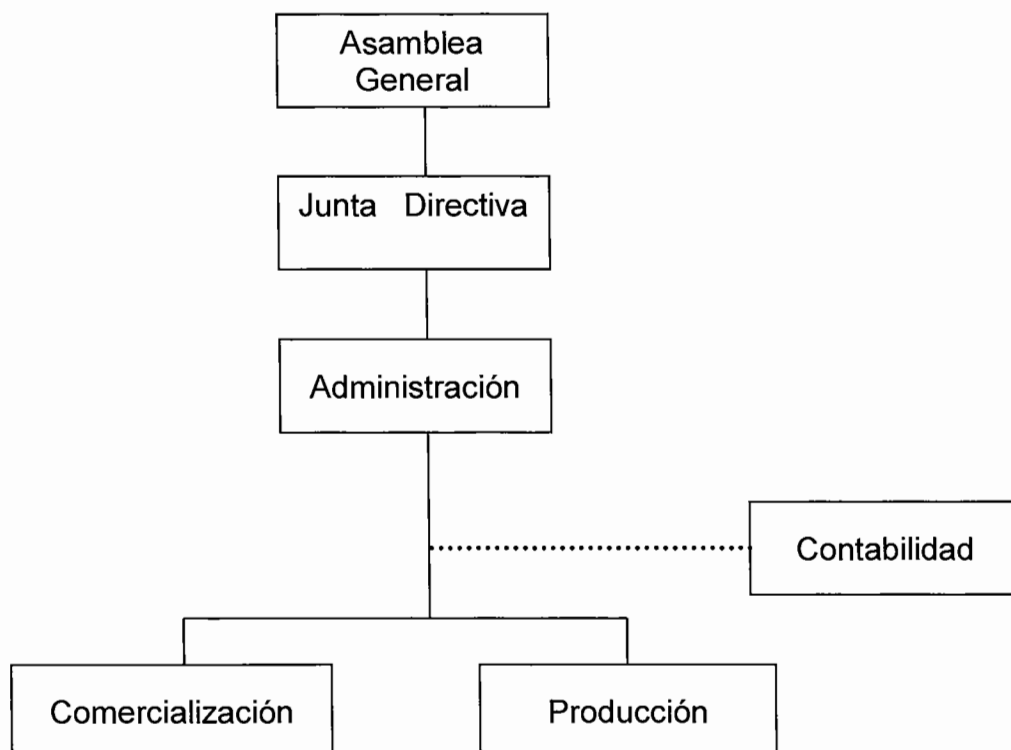 Asamblea
General
Junta Directiva
Administración
Contabilidad
Comercialización
Producción